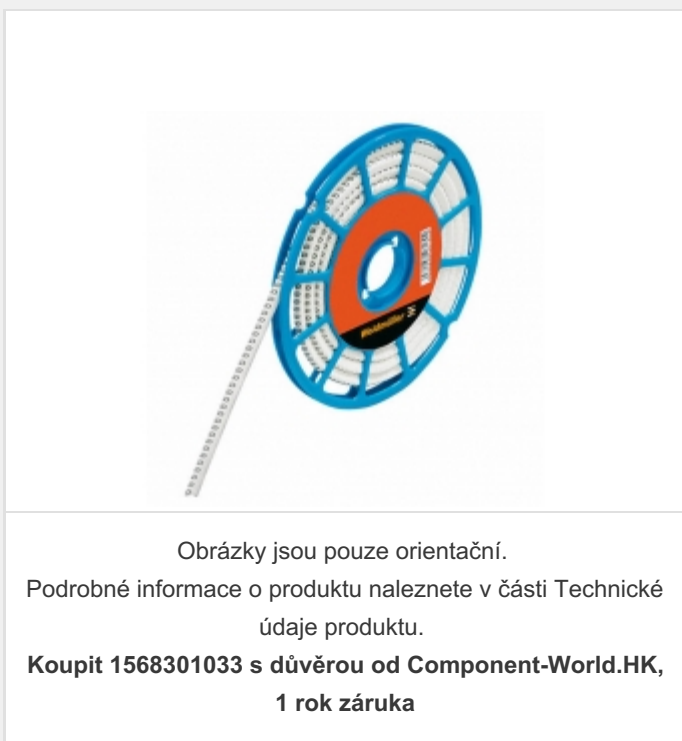 Weidmüller
Obrázky jsou pouze orientační.
Podrobné informace o produktu naleznete v části Technické
údaje produktu.
Koupit 1568301033 s důvěrou od Component-World.HK,
1 rok záruka